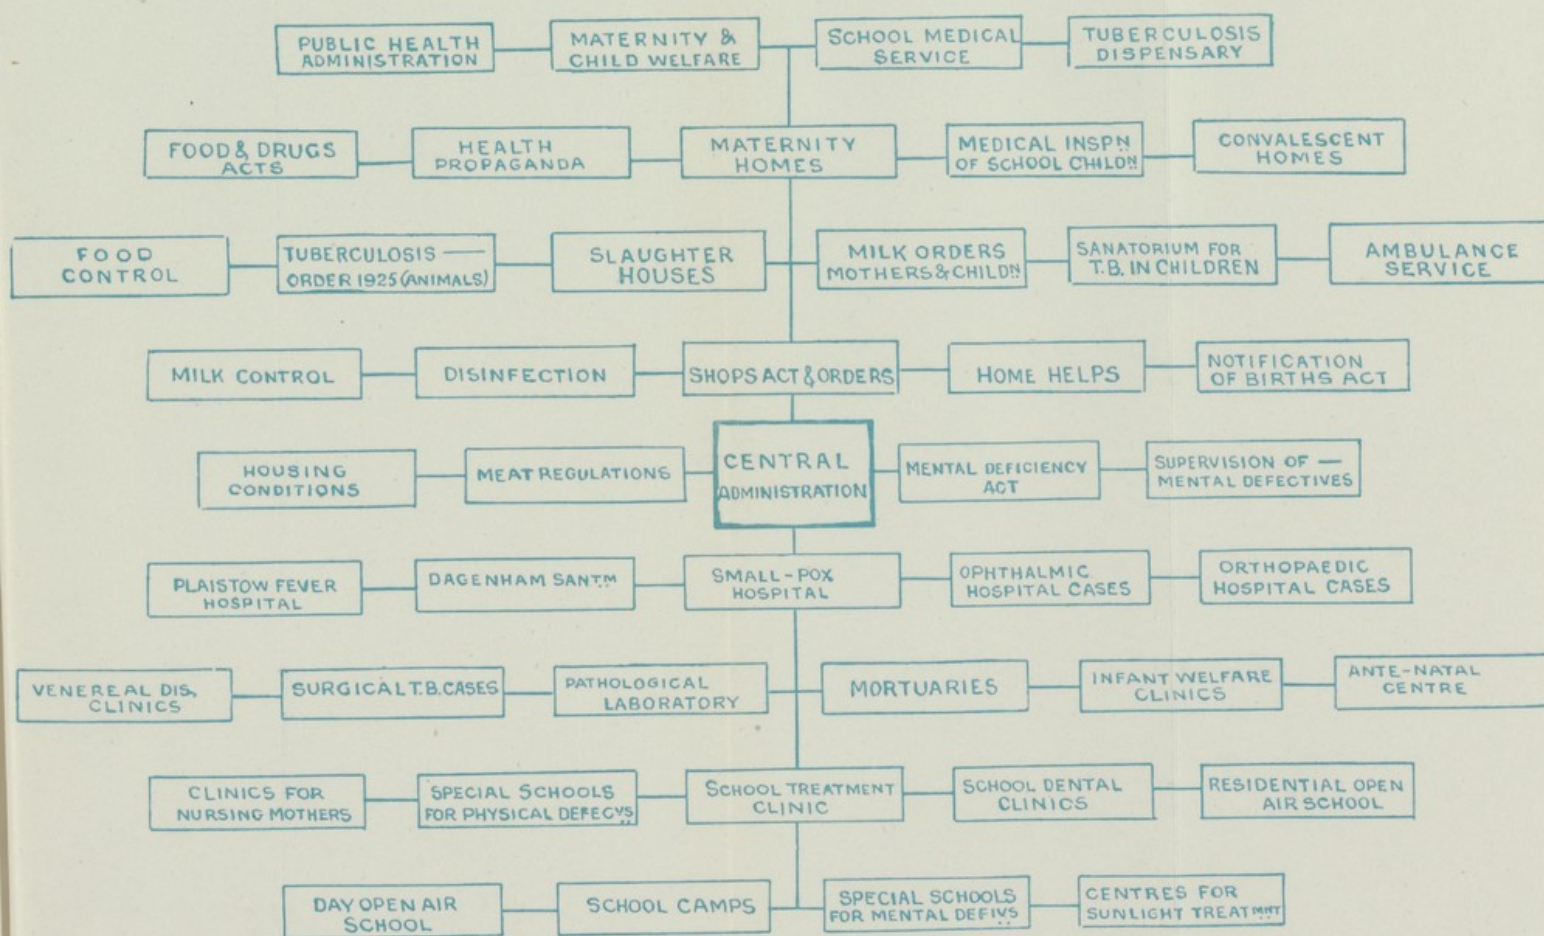 PUBLIC HEALTH
ADMINISTRATION
MATERNITY &
CHILD WELFARE
SCHOOL MEDICAL
SERVICE
TUBERCULOSIS
DISPENSARY
FOOD & DRUGS
ACTS
HEALTH
PROPAGANDA
MATERNITY
HOMES
MEDICAL INSPN
OF SCHOOL CHILDN
CONVALESCENT
HOMES
FOOD
CONTROL
TUBERCULOSIS —
ORDER 1925 (ANIMALS)
SLAUGHTER
HOUSES
MILK ORDERS
MOTHERS & CHILDN
SANATORIUM FOR
T.B. IN CHILDREN
AMBULANCE
SERVICE
MILK CONTROL
DISINFECTION
SHOPS ACT & ORDERS
HOME HELPS
NOTIFICATION
OF BIRTHS ACT
HOUSING
CONDITIONS
MEAT REGULATIONS
CENTRAL
ADMINISTRATION
MENTAL DEFICIENCY
ACT
SUPERVISION OF —
MENTAL DEFECTIVES
PLAISTOW FEVER
HOSPITAL
DAGENHAM SANTM
SMALL-POX
HOSPITAL
OPHTHALMIC
HOSPITAL CASES
ORTHOPAEDIC
HOSPITAL CASES
VENEREAL DIS,
CLINICS
SURGICAL T.B. CASES
PATHOLOGICAL
LABORATORY
MORTUARIES
INFANT WELFARE
CLINICS
ANTE-NATAL
CENTRE
CLINICS FOR
NURSING MOTHERS
SPECIAL SCHOOLS
FOR PHYSICAL DEFECVS
SCHOOL TREATMENT
CLINIC
SCHOOL DENTAL
CLINICS
RESIDENTIAL OPEN
AIR SCHOOL
DAY OPEN AIR
SCHOOL
SCHOOL CAMPS
SPECIAL SCHOOLS
FOR MENTAL DEFIVS
CENTRES FOR
SUNLIGHT TREATMNT